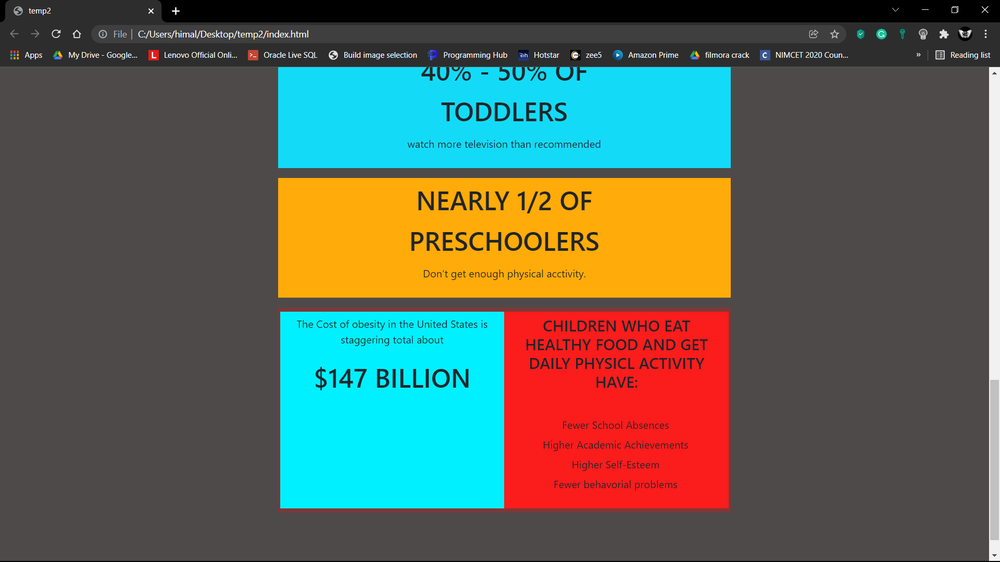 temp2
File
C:/Users/himal/Desktop/temp2/index.html
Apps
My Drive - Google...
Lenovo Official Onli...
Oracle Live SQL
Build image selection
Programming Hub
Hotstar
zee5
Amazon Prime
filmora crack
NIMCET 2020 Coun...
»
Reading list
40% - 50% OF
TODDLERS
watch more television than recommended
NEARLY 1/2 OF
PRESCHOOLERS
Don't get enough physical acctivity.
The Cost of obesity in the United States is
staggering total about
$147 BILLION
CHILDREN WHO EAT
HEALTHY FOOD AND GET
DAILY PHYSICL ACTIVITY
HAVE:
Fewer School Absences
Higher Academic Achievements
Higher Self-Esteem
Fewer behavorial problems